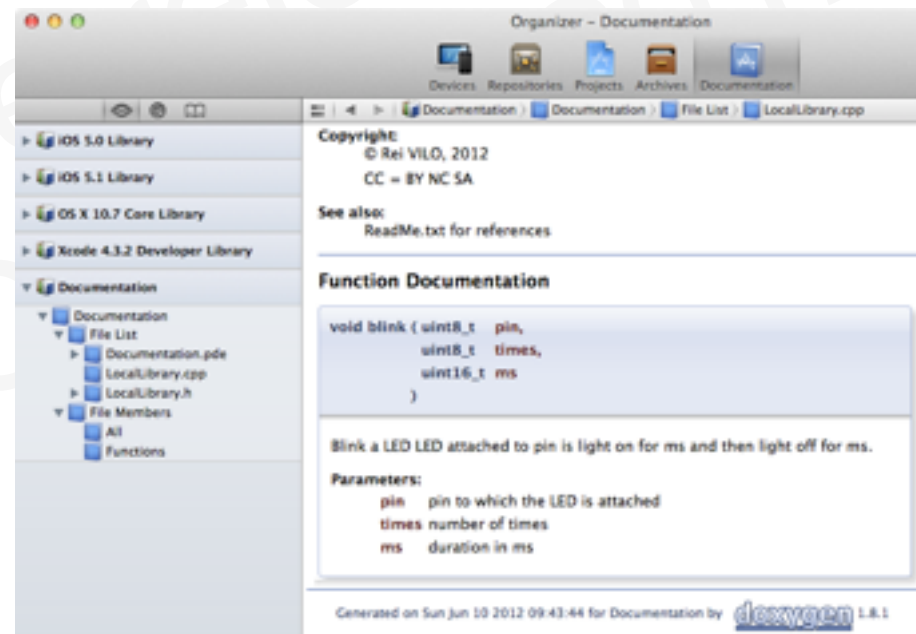 Organizer – Documentation
Devices Repositories Projects Archives Documentation
Documentation Documentation File List LocalLibrary.cpp
iOS 5.0 Library
iOS 5.1 Library
OS X 10.7 Core Library
Xcode 4.3.2 Developer Library
Documentation
Documentation
File List
Documentation.pde
LocalLibrary.cpp
LocalLibrary.h
File Members
All
Functions
Copyright:
© Rei VILO, 2012
CC = BY NC SA
See also:
ReadMe.txt for references
Function Documentation
void blink ( uint8_t pin,
uint8_t times,
uint16_t ms
)
Blink a LED LED attached to pin is light on for ms and then light off for ms.
Parameters:
pin pin to which the LED is attached
times number of times
ms duration in ms
Generated on Sun Jun 10 2012 09:43:44 for Documentation by doxygen 1.8.1